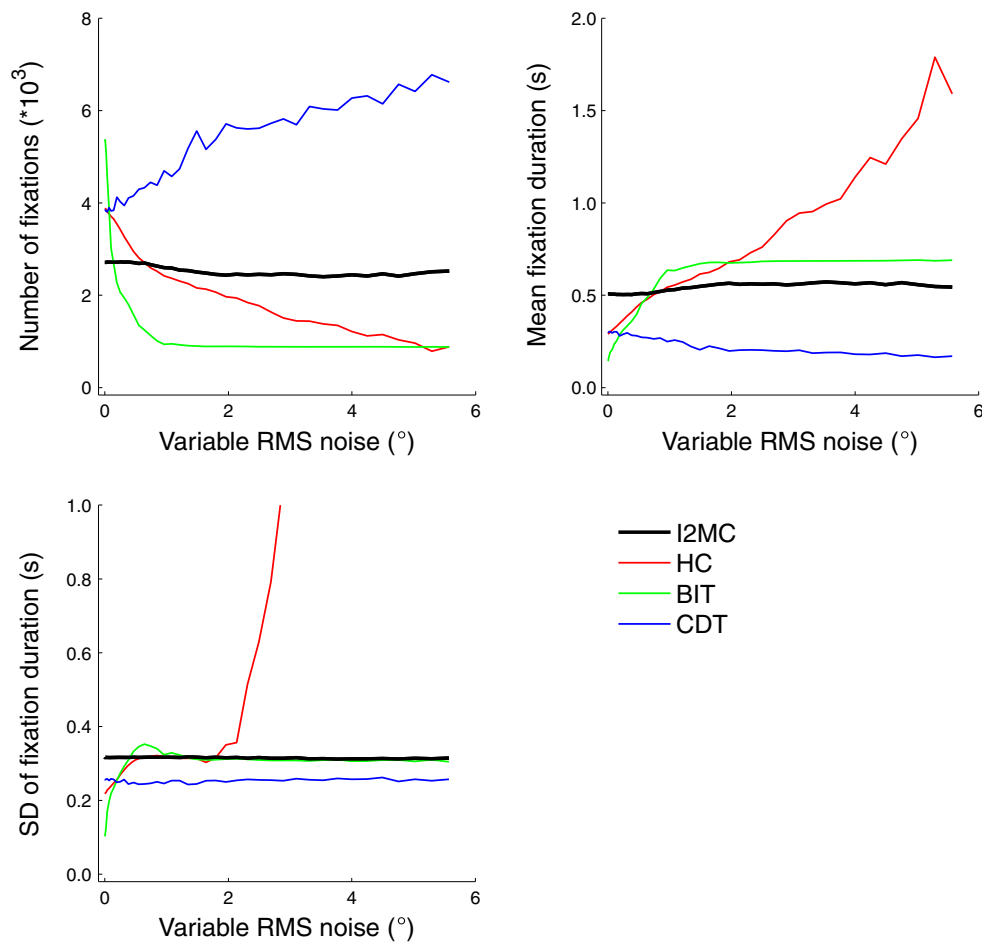 Number of fixations (*10³)
8
6
4
2
0
0 2 4 6
Variable RMS noise (°)
Mean fixation duration (s)
2.0
1.5
1.0
0.5
0.0
0 2 4 6
Variable RMS noise (°)
SD of fixation duration (s)
1.0
0.8
0.6
0.4
0.2
0.0
0 2 4 6
Variable RMS noise (°)
I2MC
HC
BIT
CDT